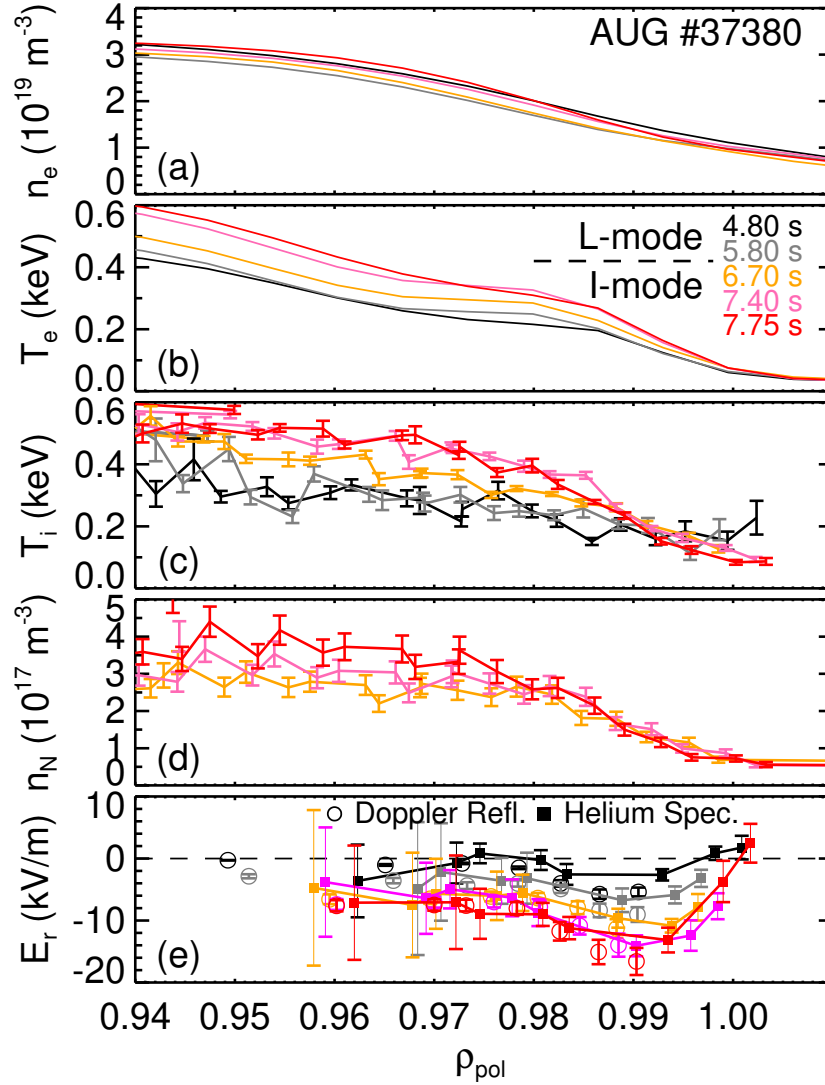 AUG #37380
n_e (10^19 m^-3)
4
3
2
1
0
(a)
T_e (keV)
0.6
0.4
0.2
0.0
(b)
L-mode
I-mode
4.80 s
5.80 s
6.70 s
7.40 s
7.75 s
T_i (keV)
0.6
0.4
0.2
0.0
(c)
n_N (10^17 m^-3)
5
4
3
2
1
0
(d)
E_r (kV/m)
10
0
-10
-20
Doppler Refl.
Helium Spec.
(e)
0.94 0.95 0.96 0.97 0.98 0.99 1.00
ρ_pol